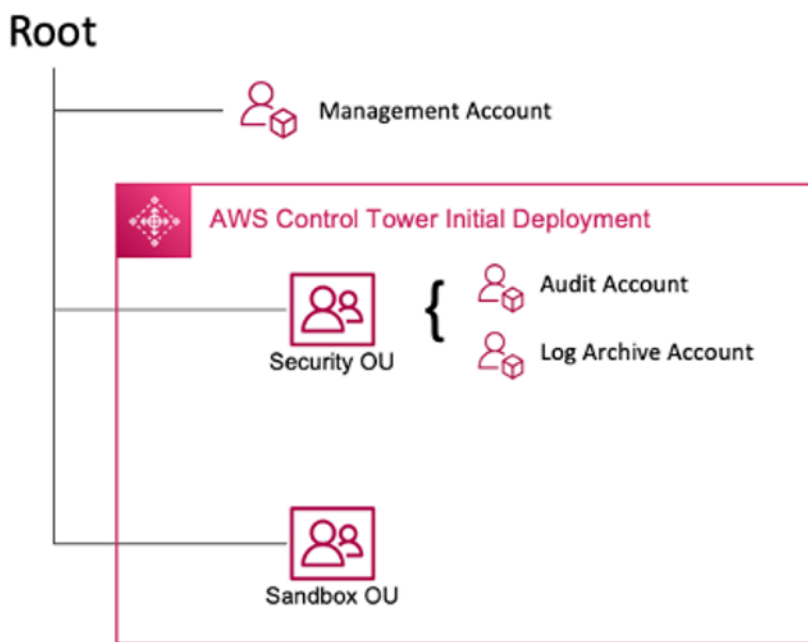 Root
Management Account
AWS Control Tower Initial Deployment
Audit Account
Log Archive Account
Security OU
Sandbox OU